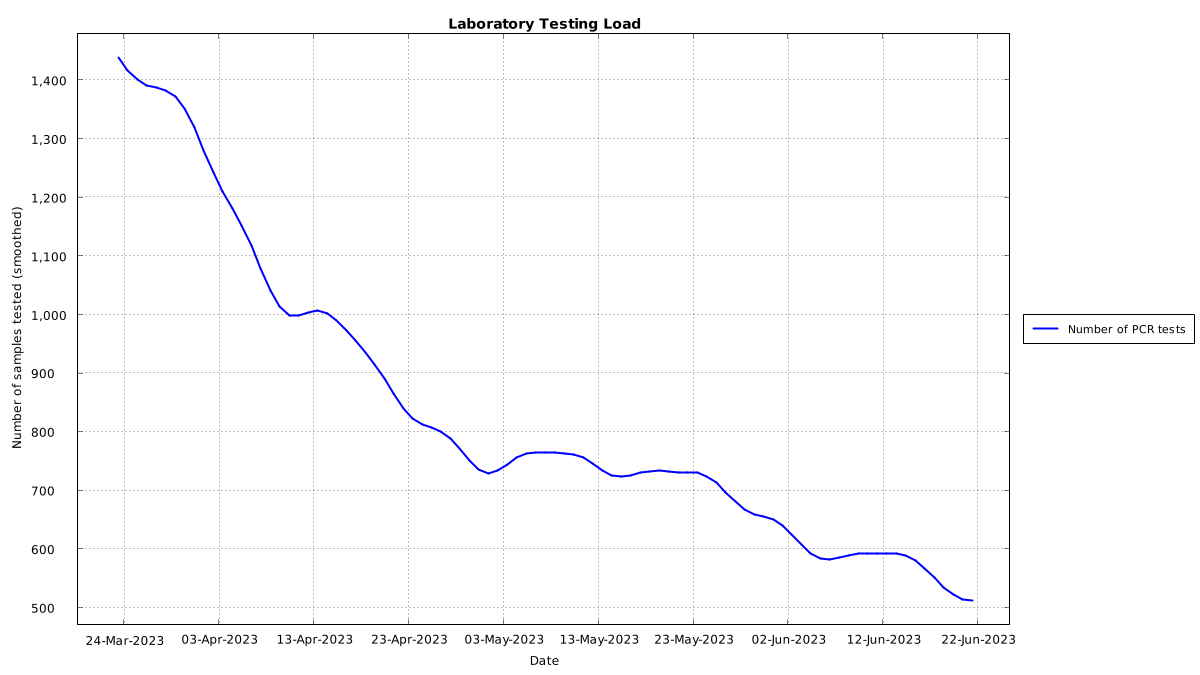 Laboratory Testing Load
Number of samples tested (smoothed)
1,400
1,300
1,200
1,100
1,000
900
800
700
600
500
24-Mar-2023 03-Apr-2023 13-Apr-2023 23-Apr-2023 03-May-2023 13-May-2023 23-May-2023 02-Jun-2023 12-Jun-2023 22-Jun-2023
Date
Number of PCR tests